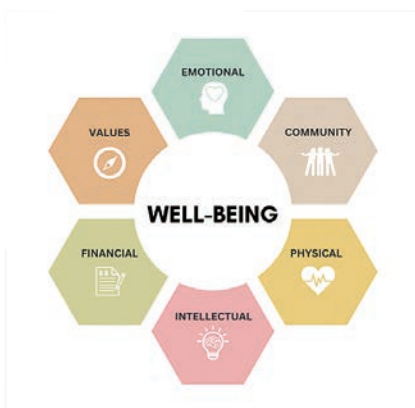 EMOTIONAL
VALUES
COMMUNITY
WELL-BEING
FINANCIAL
PHYSICAL
INTELLECTUAL